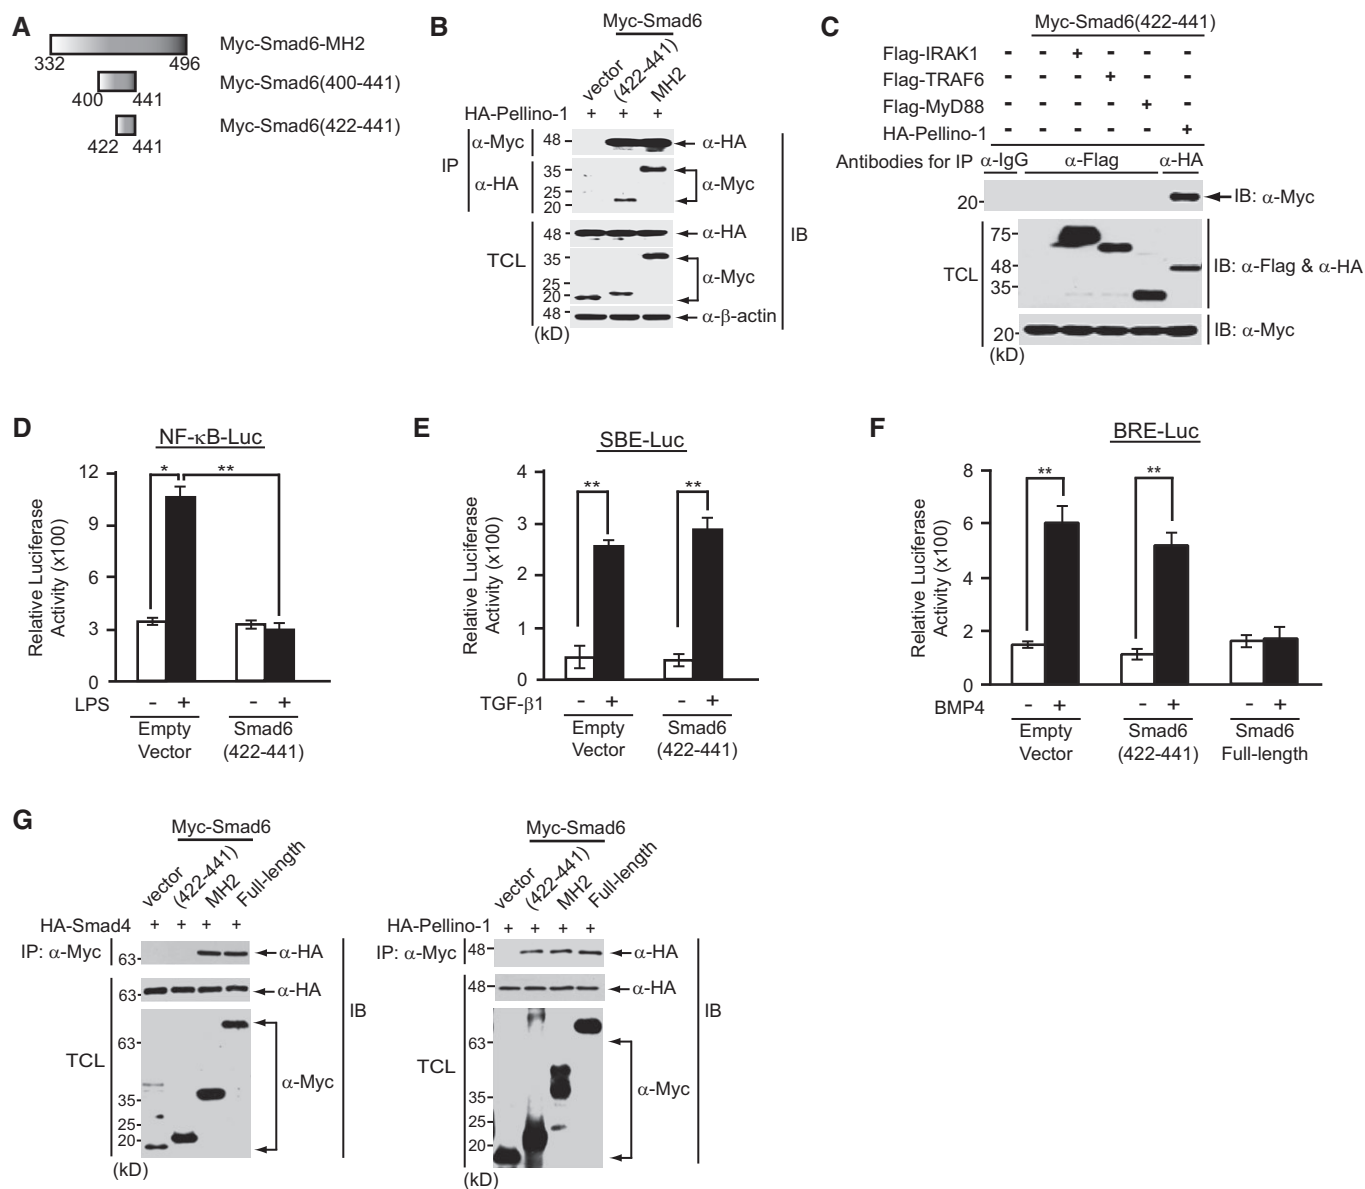 A
332 496 Myc-Smad6-MH2
400 441 Myc-Smad6(400-441)
422 441 Myc-Smad6(422-441)
B
Myc-Smad6
vector (422-441) MH2
HA-Pellino-1 + + +
IP α-Myc 48 α-HA
α-HA 35 25 20 α-Myc
TCL 48 α-HA
35 25 20 α-Myc
48 α-β-actin
(kD)
IB
C
Myc-Smad6(422-441)
Flag-IRAK1 - - + - - -
Flag-TRAF6 - - - + - -
Flag-MyD88 - - - - + -
HA-Pellino-1 - - - - - +
Antibodies for IP α-IgG α-Flag α-HA
20 IB: α-Myc
TCL 75 48 35 IB: α-Flag & α-HA
20 IB: α-Myc
(kD)
D
NF-κB-Luc
Relative Luciferase
Activity (x100)
12
9
6
3
0
* **
LPS - + - +
Empty Vector
Smad6 (422-441)
E
SBE-Luc
Relative Luciferase
Activity (x100)
4
3
2
1
0
** **
TGF-β1 - + - +
Empty Vector
Smad6 (422-441)
F
BRE-Luc
Relative Luciferase
Activity (x100)
8
6
4
2
0
** **
BMP4 - + - + - +
Empty Vector
Smad6 (422-441)
Smad6 Full-length
G
Myc-Smad6
vector (422-441) MH2 Full-length
HA-Smad4 + + + +
IP: α-Myc 63 α-HA
63 α-HA
TCL 63 35 25 20 α-Myc
(kD)
IB
Myc-Smad6
vector (422-441) MH2 Full-length
HA-Pellino-1 + + + +
IP: α-Myc 48 α-HA
48 α-HA
TCL 63 35 25 20 α-Myc
(kD)
IB